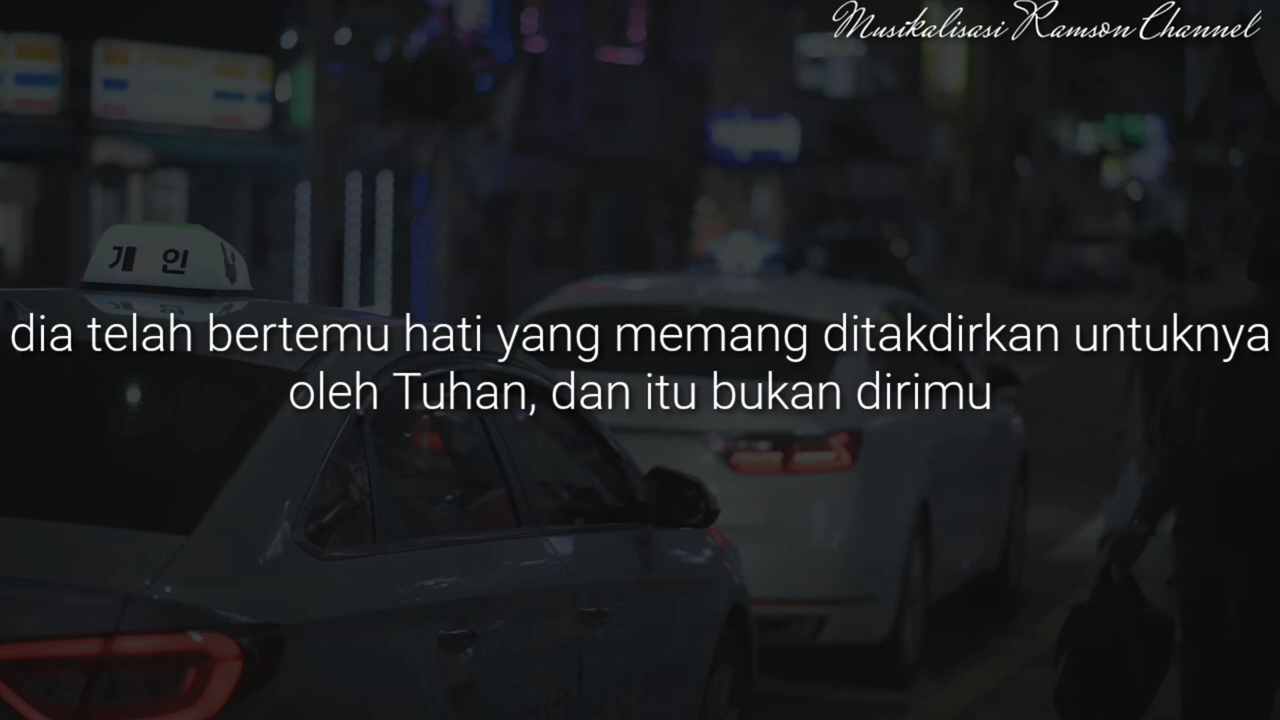 Musikalisasi Ramson Channel
개인
dia telah bertemu hati yang memang ditakdirkan untuknya
oleh Tuhan, dan itu bukan dirimu